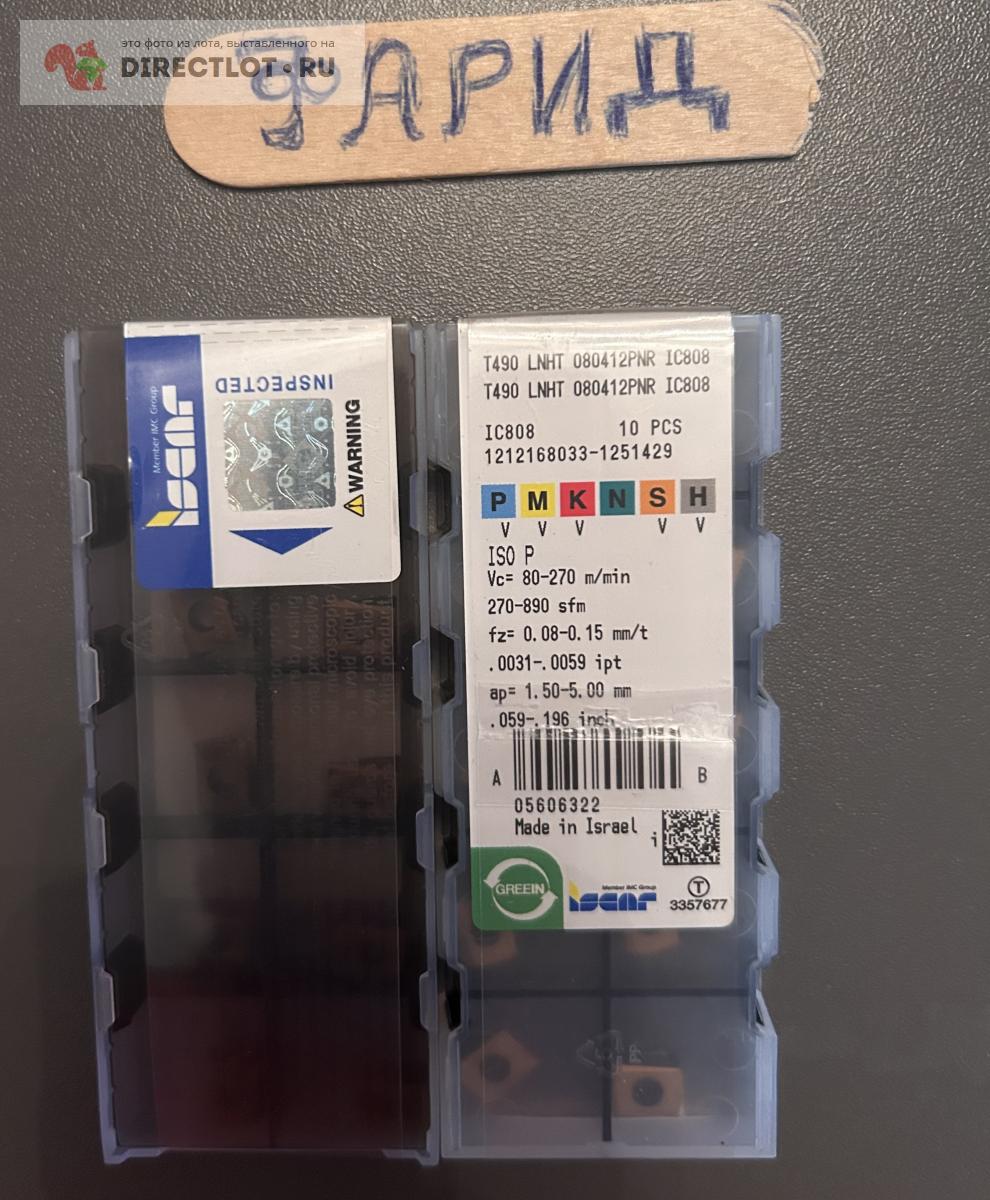 это фото из лота, выставленного на
DIRECTLOT.RU
ФАРИД
INSPECTED
WARNING
Member IMC Group
iscar
T490 LNHT 080412PNR IC808
T490 LNHT 080412PNR IC808
IC808 10 PCS
1212168033-1251429
P M K N S H
V V V V V
ISO P
Vc= 80-270 m/min
270-890 sfm
fz= 0.08-0.15 mm/t
.0031-.0059 ipt
ap= 1.50-5.00 mm
.059-.196 inch
A B
05606322
Made in Israel
i
GREEIN
Member IMC Group
iscar
T
3357677
PP